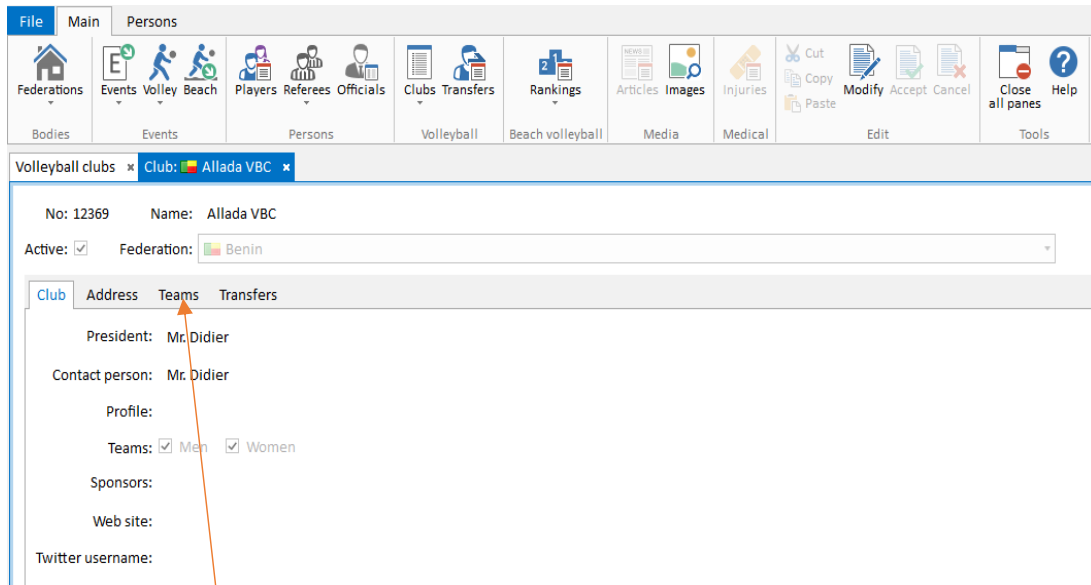 File Main Persons
Federations Events Volley Beach Players Referees Officials Clubs Transfers Rankings Articles Images Injuries Cut Copy Paste Modify Accept Cancel Close all panes Help
Bodies Events Persons Volleyball Beach volleyball Media Medical Edit Tools
Volleyball clubs x Club: Allada VBC x
No: 12369 Name: Allada VBC
Active: Federation: Benin
Club Address Teams Transfers
President: Mr. Didier
Contact person: Mr. Didier
Profile:
Teams: Men Women
Sponsors:
Web site:
Twitter username: